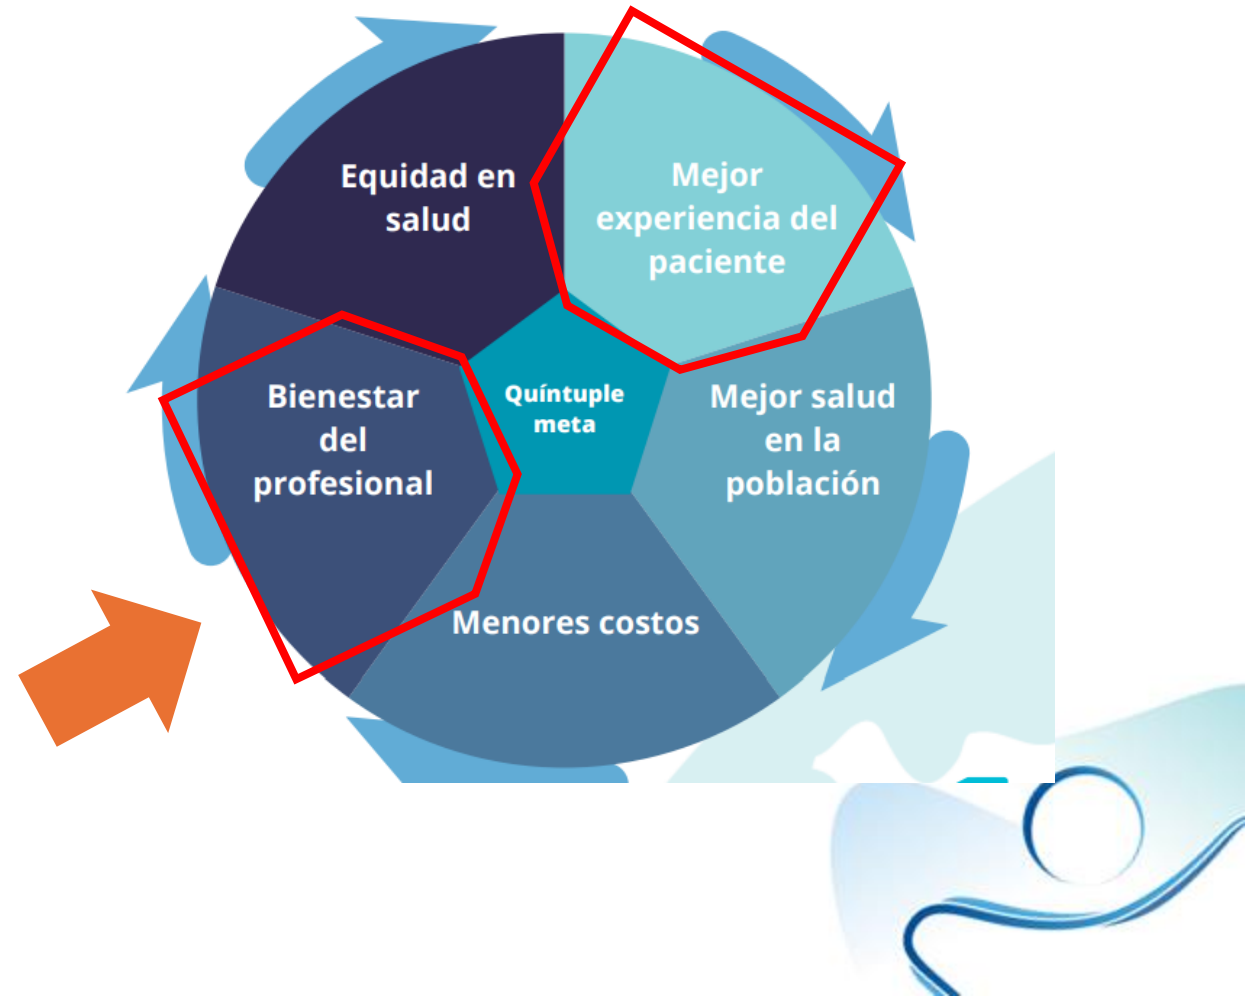 Equidad en
salud
Mejor
experiencia del
paciente
Bienestar
del
profesional
Quíntuple
meta
Mejor salud
en la
población
Menores costos